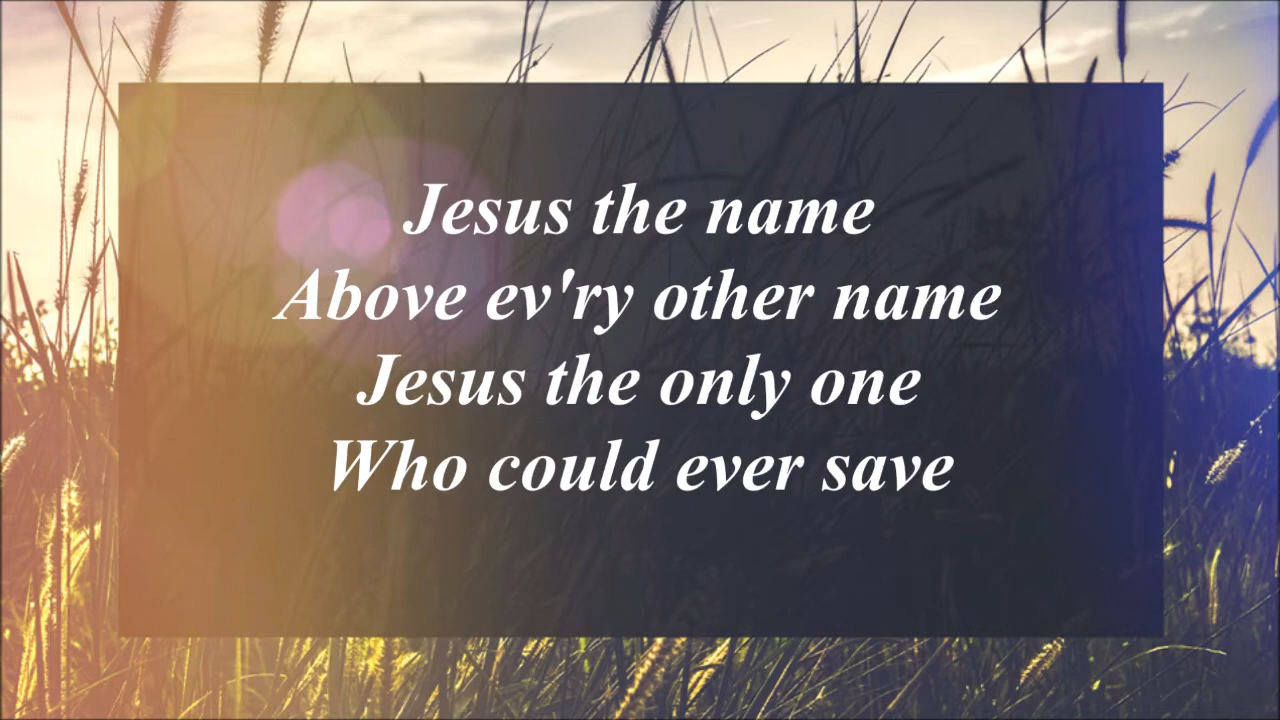 Jesus the name
Above ev'ry other name
Jesus the only one
Who could ever save